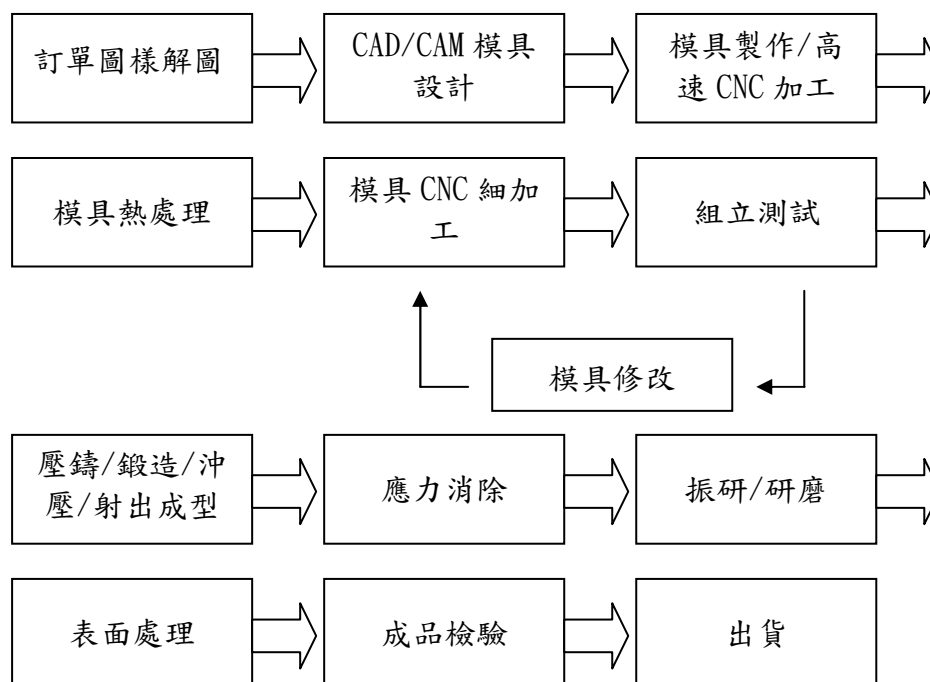 訂單圖樣解圖
CAD/CAM 模具
設計
模具製作/高
速 CNC 加工
模具熱處理
模具 CNC 細加
工
組立測試
模具修改
壓鑄/鍛造/沖
壓/射出成型
應力消除
振研/研磨
表面處理
成品檢驗
出貨